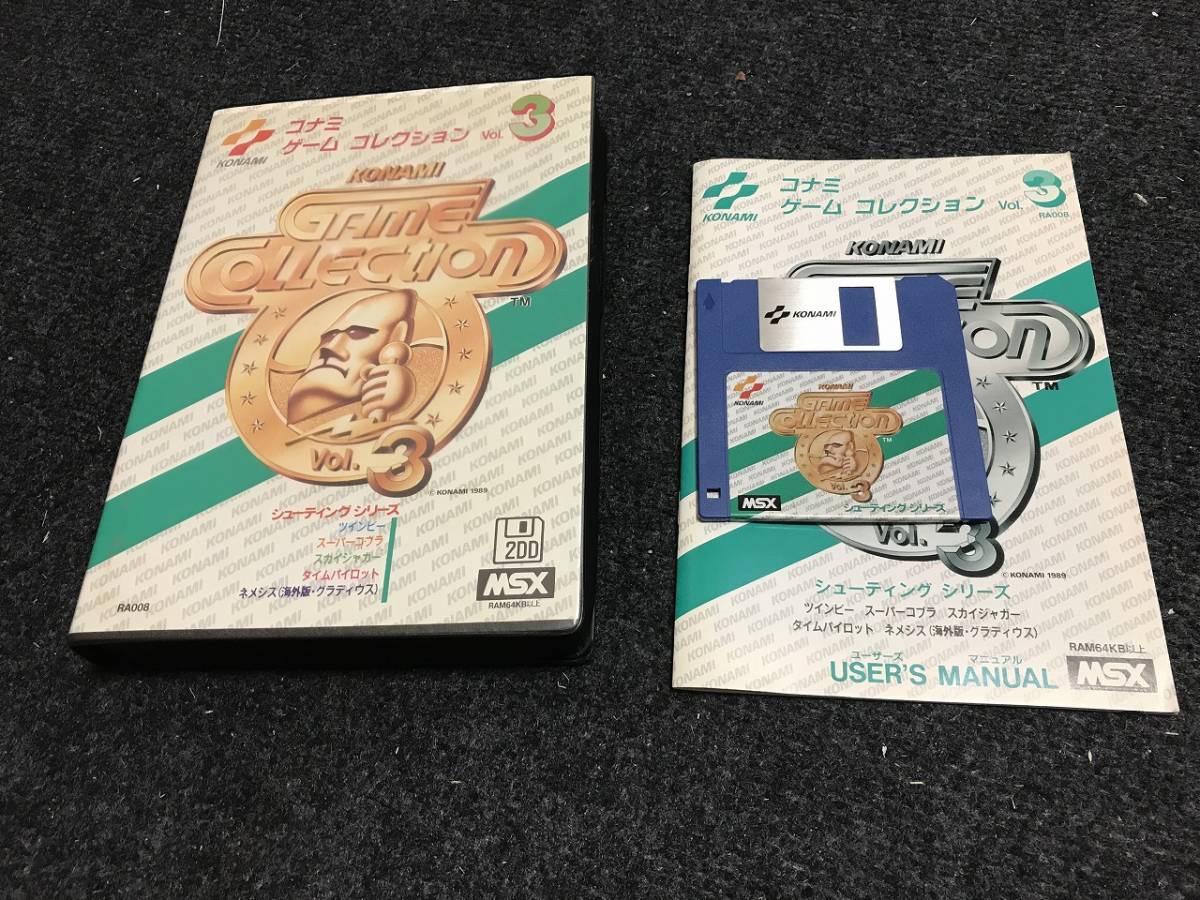 コナミ
ゲーム コレクション Vol. 3
KONAMI
KONAMI
GAME
COLLECTION
TM
Vol. 3
© KONAMI 1989
シューティング シリーズ
ツインビー
スーパーコブラ
スカイジャガー
タイムパイロット
ネメシス(海外版・グラディウス)
2DD
MSX
RAM64KB以上
RA008
コナミ
ゲーム コレクション Vol. 3
KONAMI
RA008
KONAMI
KONAMI
KONAMI
KONAMI
GAME
COLLECTION
TM
Vol. 3
MSX
シューティング シリーズ
TM
Vol. 3
© KONAMI 1989
シューティング シリーズ
ツインビー スーパーコブラ スカイジャガー
タイムパイロット ネメシス(海外版・グラディウス)
ユーザーズ マニュアル
USER'S MANUAL
RAM64KB以上
MSX